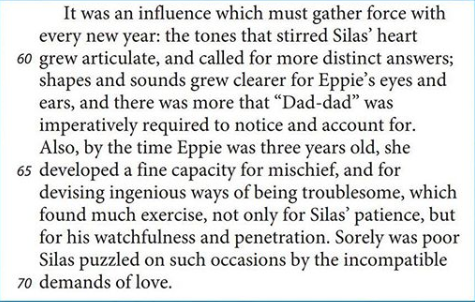 It was an influence which must gather force with
every new year: the tones that stirred Silas’ heart
60 grew articulate, and called for more distinct answers;
shapes and sounds grew clearer for Eppie’s eyes and
ears, and there was more that “Dad-dad” was
imperatively required to notice and account for.
Also, by the time Eppie was three years old, she
65 developed a fine capacity for mischief, and for
devising ingenious ways of being troublesome, which
found much exercise, not only for Silas’ patience, but
for his watchfulness and penetration. Sorely was poor
Silas puzzled on such occasions by the incompatible
70 demands of love.